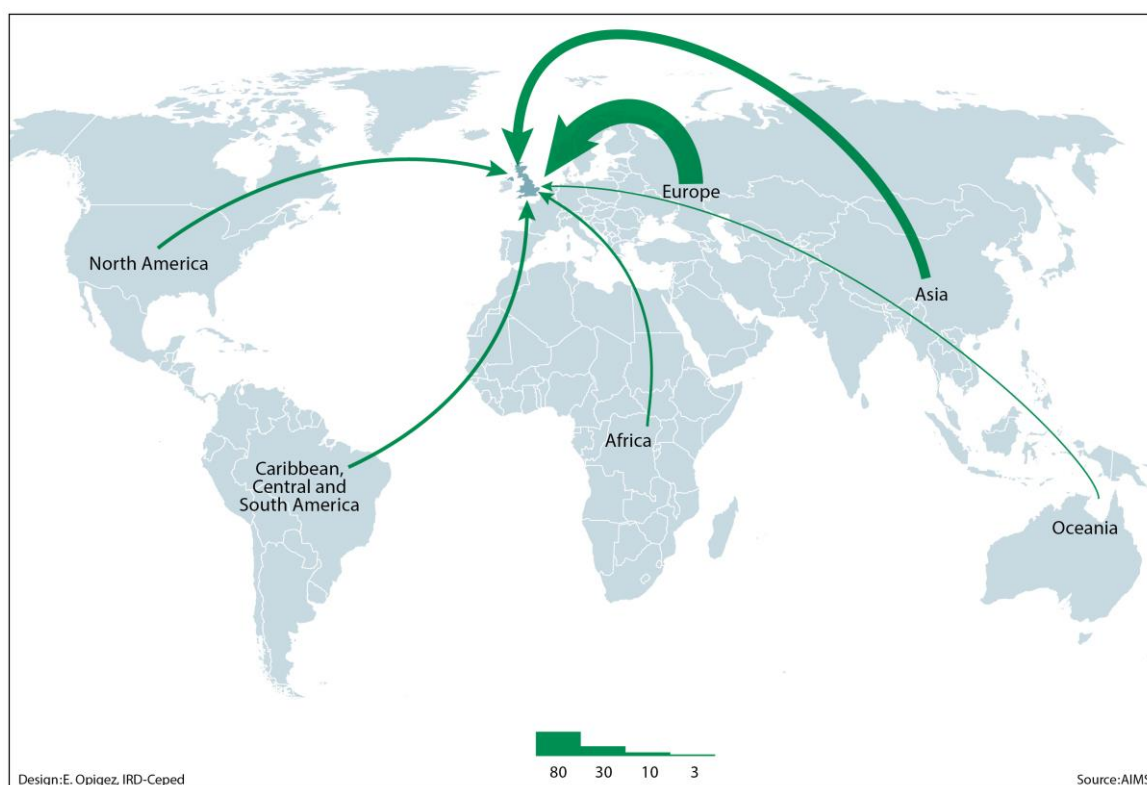 Europe
North America
Asia
Africa
Caribbean,
Central and
South America
Oceania
80 30 10 3
Design:E. Opigez, IRD-Ceped
Source:AIMS